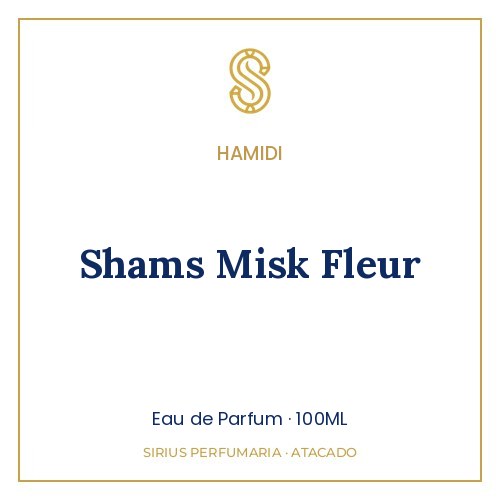 HAMIDI
Shams Misk Fleur
Eau de Parfum · 100ML
SIRIUS PERFUMARIA · ATACADO